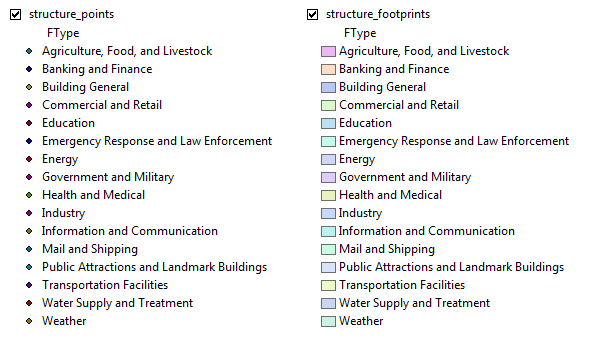 structure_points
FType
Agriculture, Food, and Livestock
Banking and Finance
Building General
Commercial and Retail
Education
Emergency Response and Law Enforcement
Energy
Government and Military
Health and Medical
Industry
Information and Communication
Mail and Shipping
Public Attractions and Landmark Buildings
Transportation Facilities
Water Supply and Treatment
Weather
structure_footprints
FType
Agriculture, Food, and Livestock
Banking and Finance
Building General
Commercial and Retail
Education
Emergency Response and Law Enforcement
Energy
Government and Military
Health and Medical
Industry
Information and Communication
Mail and Shipping
Public Attractions and Landmark Buildings
Transportation Facilities
Water Supply and Treatment
Weather